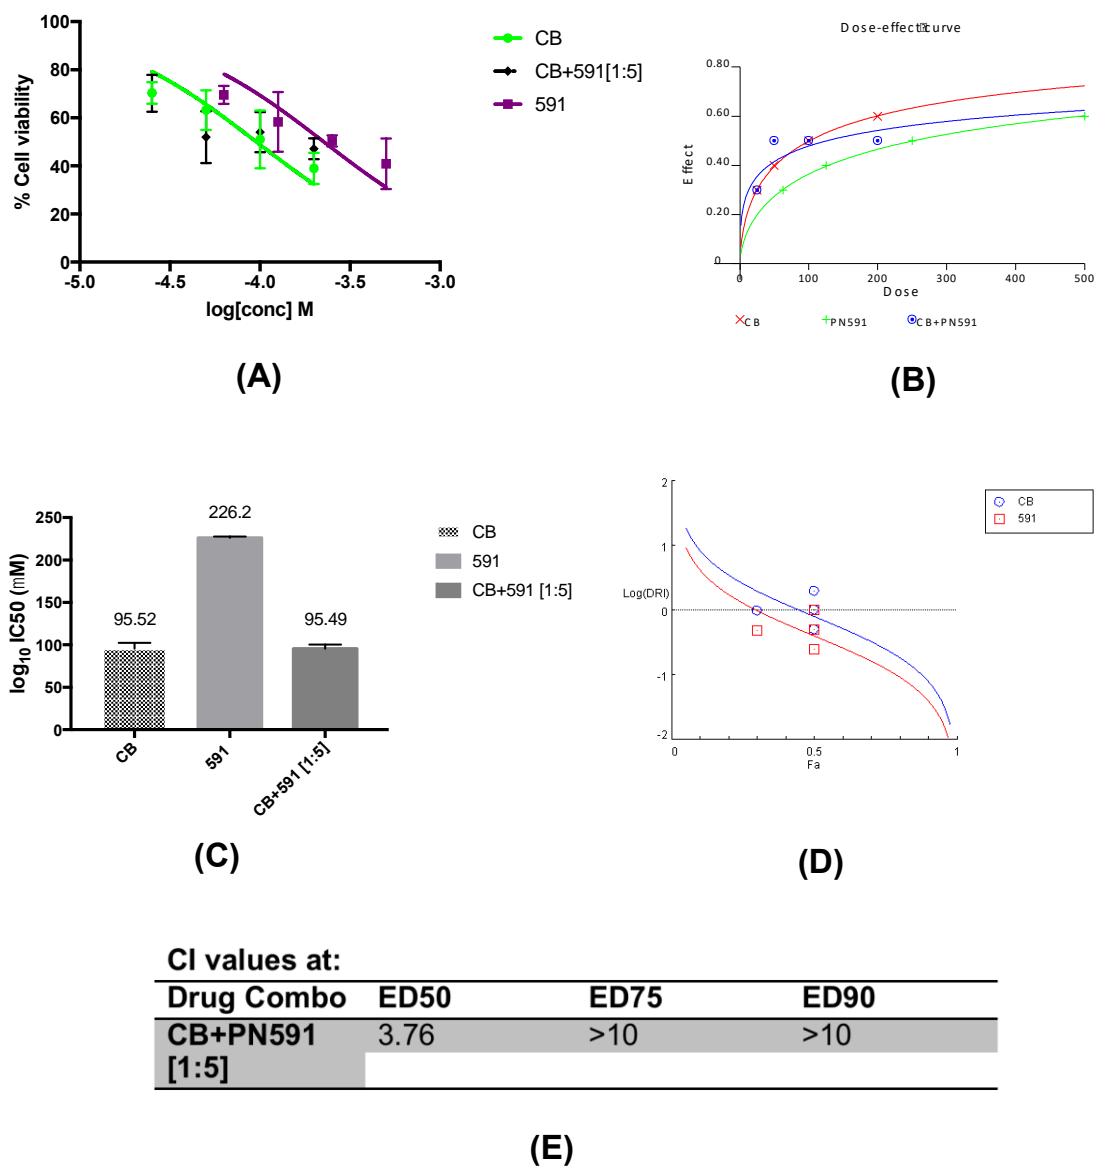 CB
CB+591[1:5]
591
% Cell viability
100
80
60
40
20
0
-5.0 -4.5 -4.0 -3.5 -3.0
log[conc] M
(A)
Dose-effect curve
Effect
0.80
0.60
0.40
0.20
0
0 100 200 300 400 500
Dose
CB PN591 CB+PN591
(B)
log10 IC50 (mM)
250
200
150
100
50
0
95.52
226.2
95.49
CB
591
CB+591 [1:5]
CB
591
CB+591 [1:5]
(C)
2
1
Log(DRI)
0
-1
-2
0 0.5 1
Fa
CB
591
(D)
CI values at:
Drug Combo ED50 ED75 ED90
CB+PN591 3.76 >10 >10
[1:5]
(E)